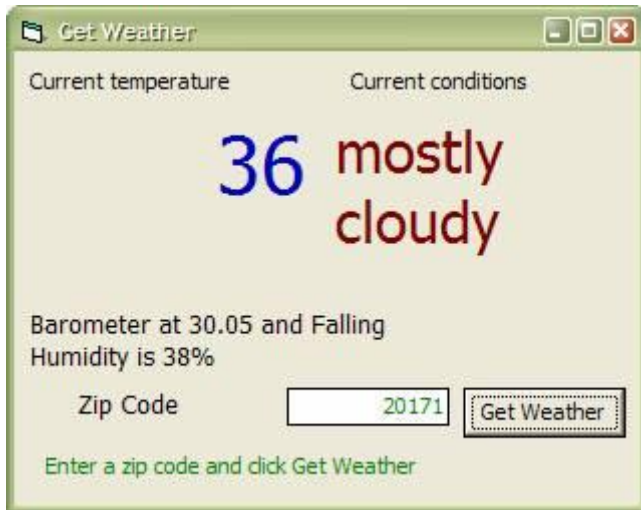 Get Weather
Current temperature Current conditions
36 mostly
cloudy
Barometer at 30.05 and Falling
Humidity is 38%
Zip Code 20171 Get Weather
Enter a zip code and click Get Weather